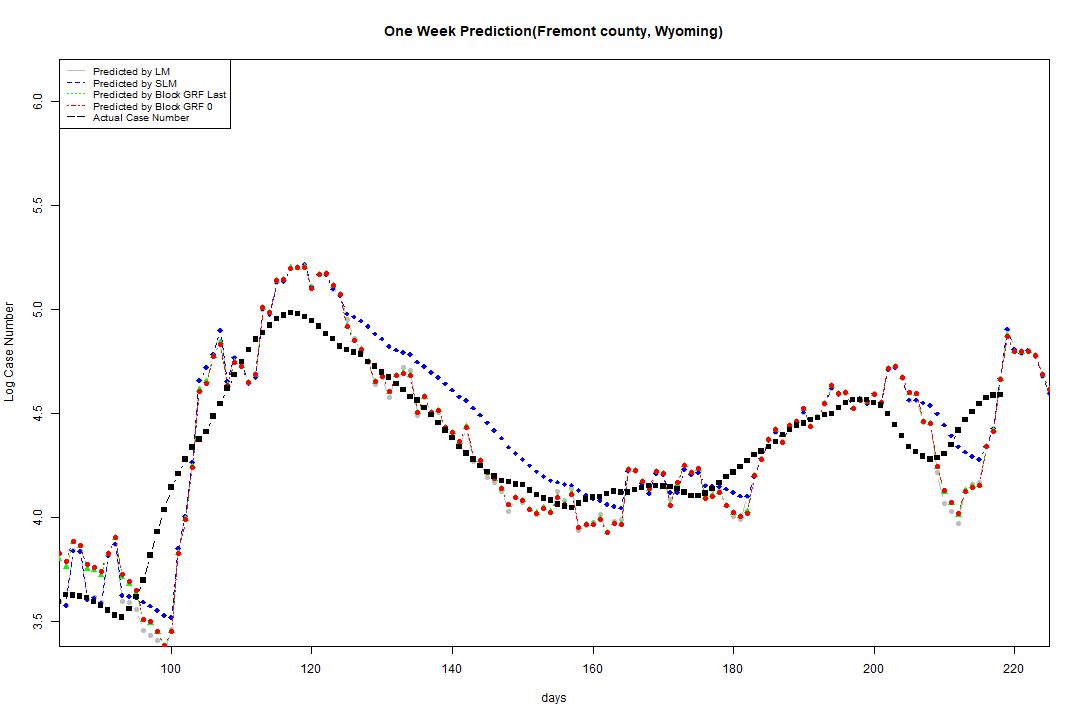 One Week Prediction(Fremont county, Wyoming)
Predicted by LM
Predicted by SLM
Predicted by Block GRF Last
Predicted by Block GRF 0
Actual Case Number
6.0
5.5
5.0
4.5
4.0
3.5
Log Case Number
100 120 140 160 180 200 220
days